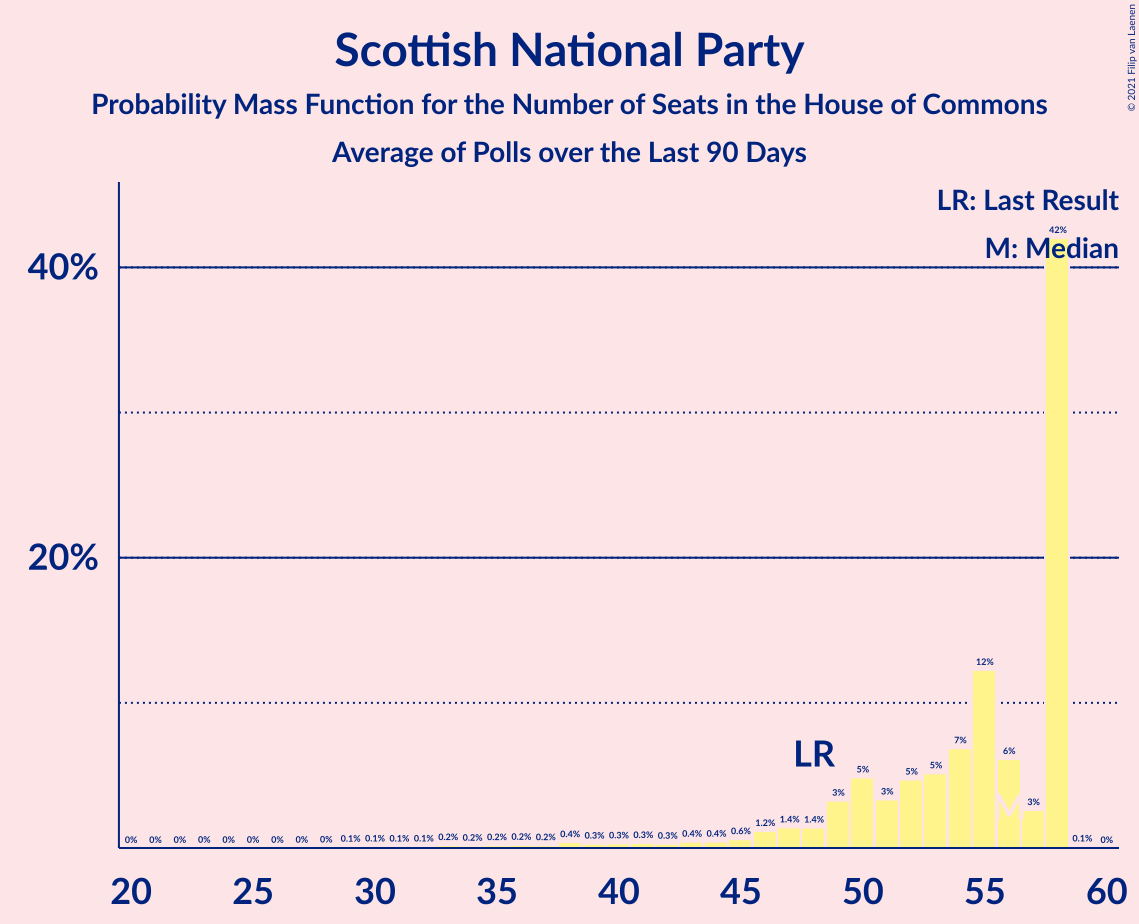 Scottish National Party
Probability Mass Function for the Number of Seats in the House of Commons
Average of Polls over the Last 90 Days
© 2021 Filip van Laenen
LR: Last Result
M: Median
40%
20%
42%
12%
LR
7%
6%
5%
5%
5%
3%
3%
3%
M
0% 0% 0% 0% 0% 0% 0% 0% 0% 0.1% 0.1% 0.1% 0.1% 0.2% 0.2% 0.2% 0.2% 0.2% 0.4% 0.3% 0.3% 0.3% 0.3% 0.4% 0.4% 0.6% 1.2% 1.4% 1.4% 0.1% 0%
20 25 30 35 40 45 50 55 60